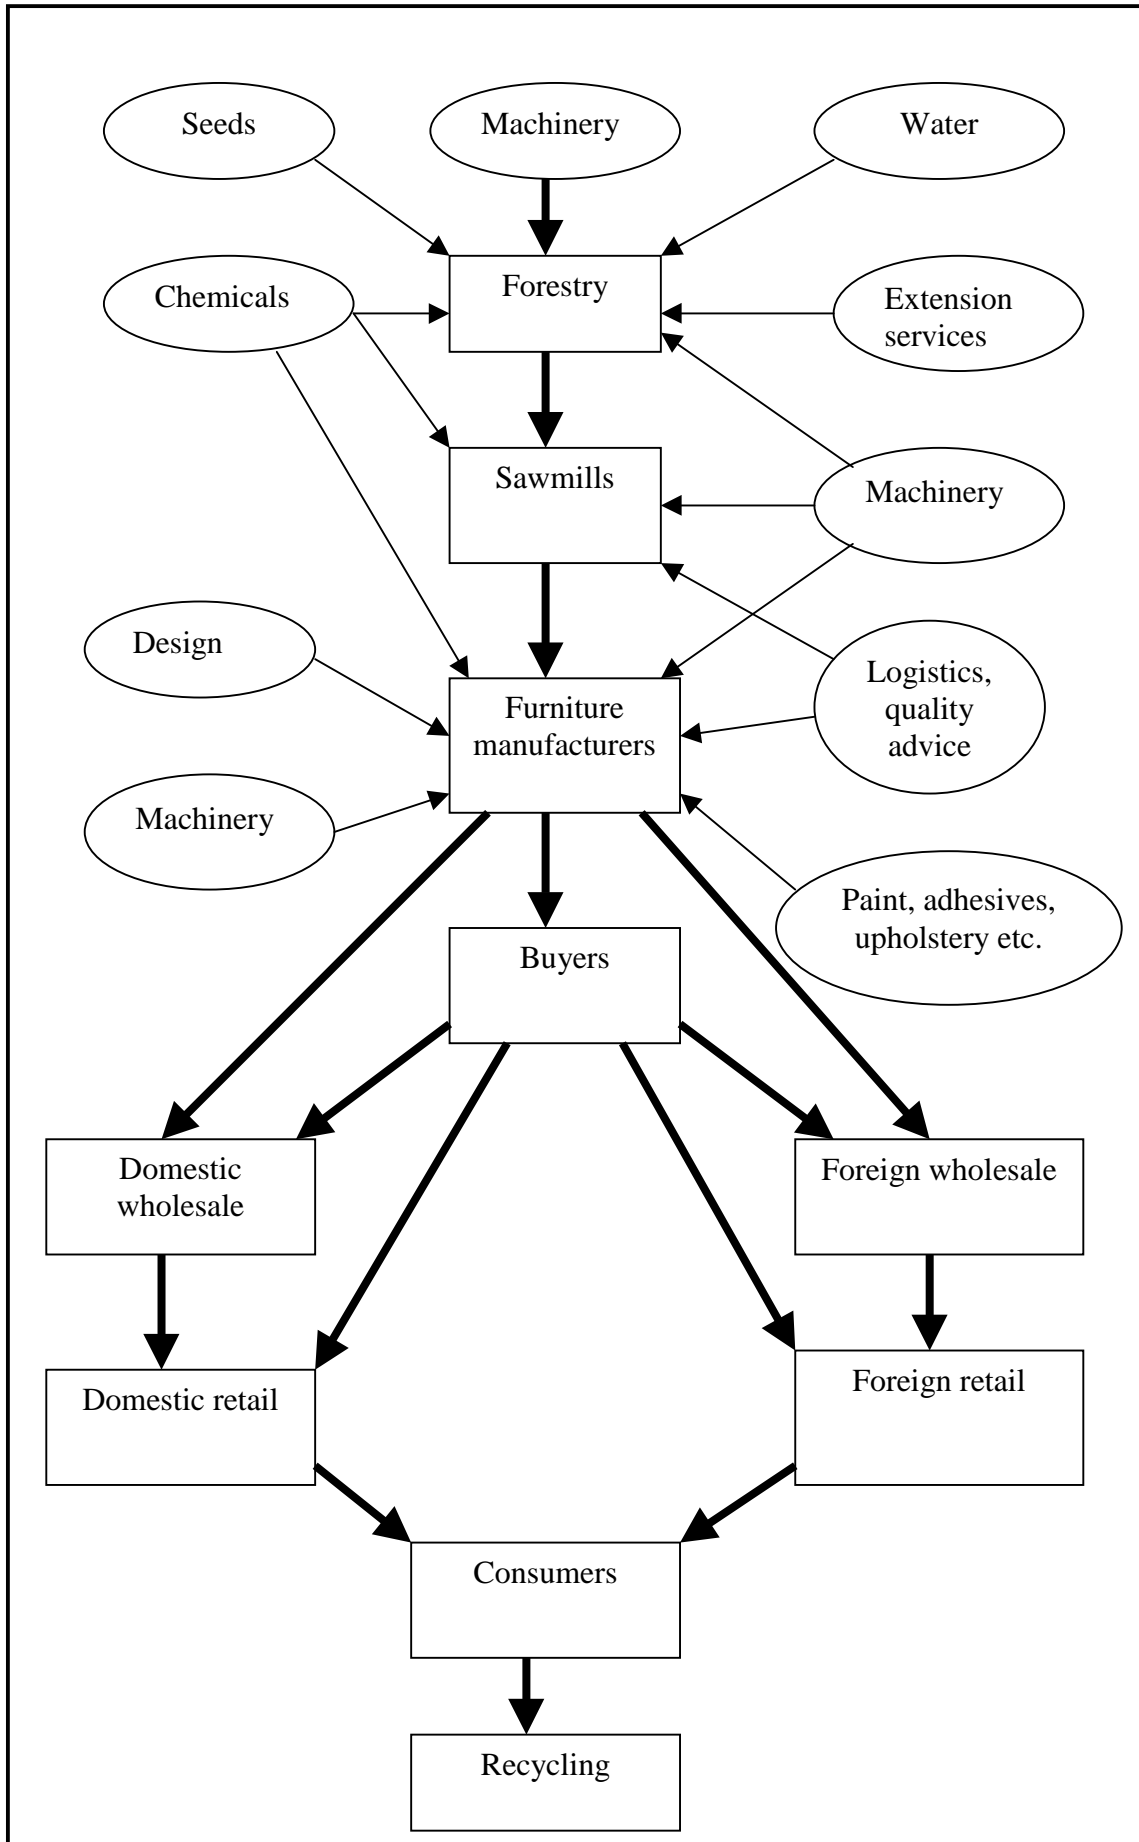 Seeds
Machinery
Water
Forestry
Chemicals
Extension
services
Sawmills
Machinery
Design
Furniture
manufacturers
Logistics,
quality
advice
Machinery
Paint, adhesives,
upholstery etc.
Buyers
Domestic
wholesale
Foreign wholesale
Domestic retail
Foreign retail
Consumers
Recycling